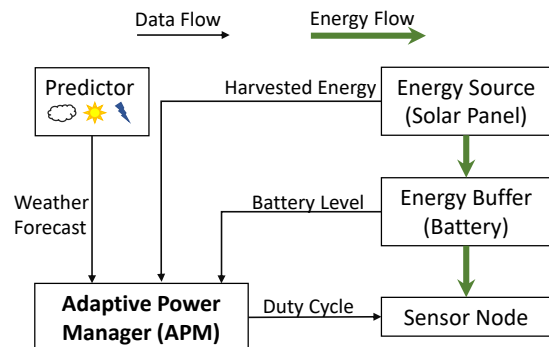 Data Flow
Energy Flow
Predictor
Harvested Energy
Energy Source
(Solar Panel)
Weather
Forecast
Battery Level
Energy Buffer
(Battery)
Adaptive Power
Manager (APM)
Duty Cycle
Sensor Node